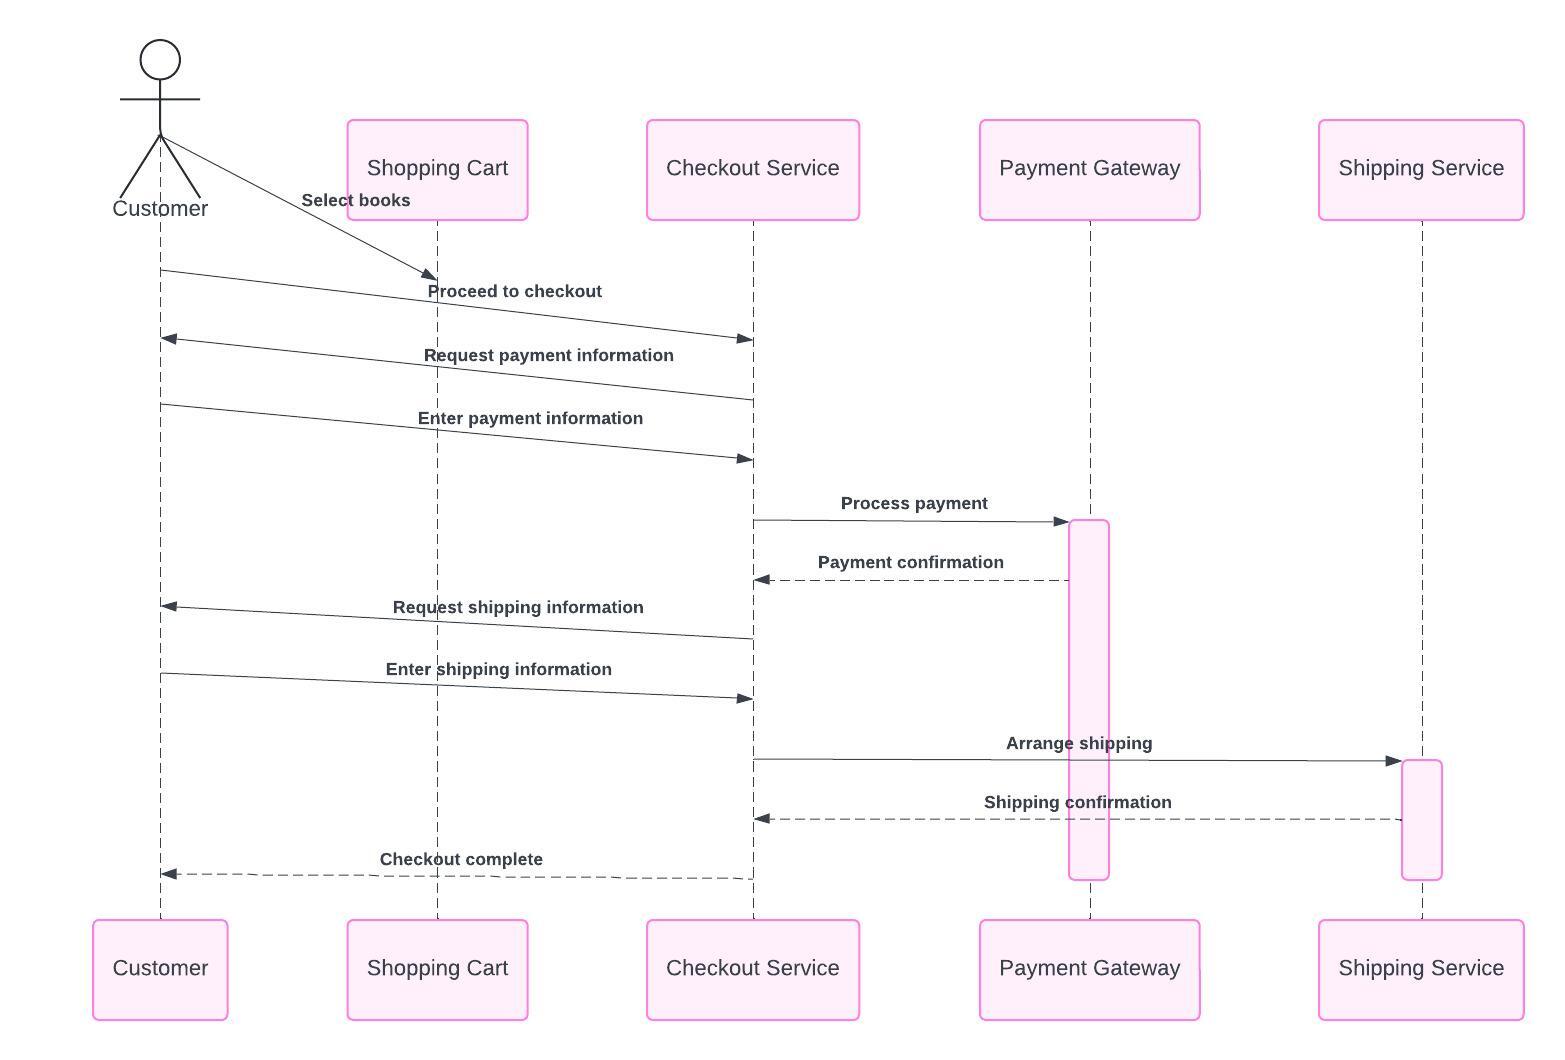 Shopping Cart
Checkout Service
Payment Gateway
Shipping Service
Customer
Select books
Proceed to checkout
Request payment information
Enter payment information
Process payment
Payment confirmation
Request shipping information
Enter shipping information
Arrange shipping
Shipping confirmation
Checkout complete
Customer
Shopping Cart
Checkout Service
Payment Gateway
Shipping Service